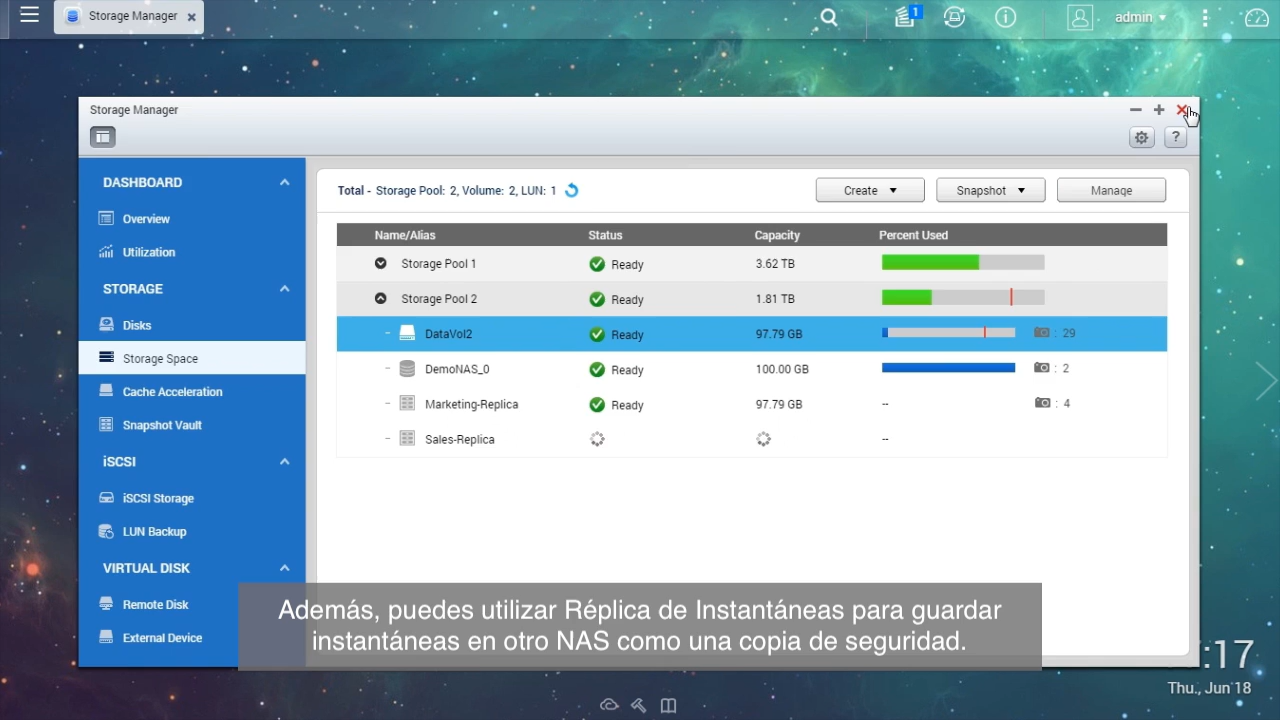 Storage Manager
1
admin
Storage Manager
?
DASHBOARD
Overview
Utilization
STORAGE
Disks
Storage Space
Cache Acceleration
Snapshot Vault
iSCSI
iSCSI Storage
LUN Backup
VIRTUAL DISK
Remote Disk
External Device
Total - Storage Pool: 2, Volume: 2, LUN: 1
Create
Snapshot
Manage
Name/Alias Status Capacity Percent Used
Storage Pool 1 Ready 3.62 TB
Storage Pool 2 Ready 1.81 TB
DataVol2 Ready 97.79 GB : 29
DemoNAS_0 Ready 100.00 GB : 2
Marketing-Replica Ready 97.79 GB -- : 4
Sales-Replica --
Además, puedes utilizar Réplica de Instantáneas para guardar
instantáneas en otro NAS como una copia de seguridad.
:17
Thu., Jun 18